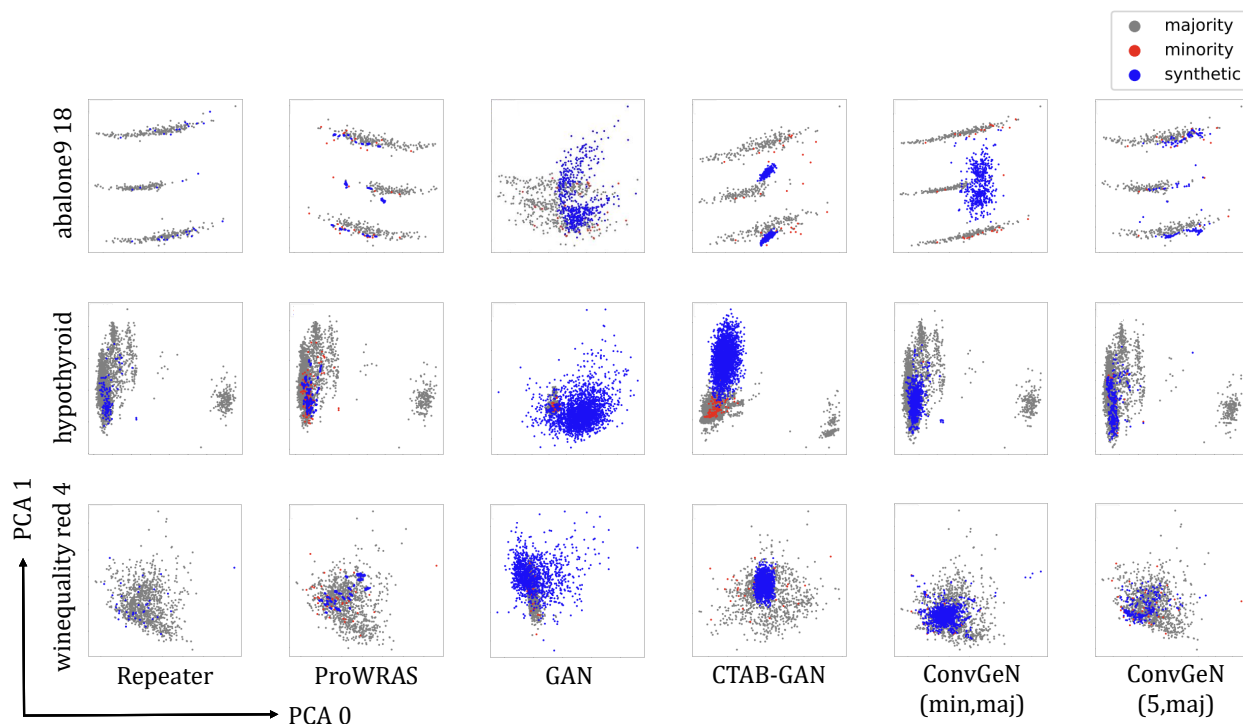 majority
minority
synthetic
abalone9 18
hypothyroid
winequality red 4
PCA 1
Repeater
ProWRAS
GAN
CTAB-GAN
ConvGeN
(min,maj)
ConvGeN
(5,maj)
PCA 0